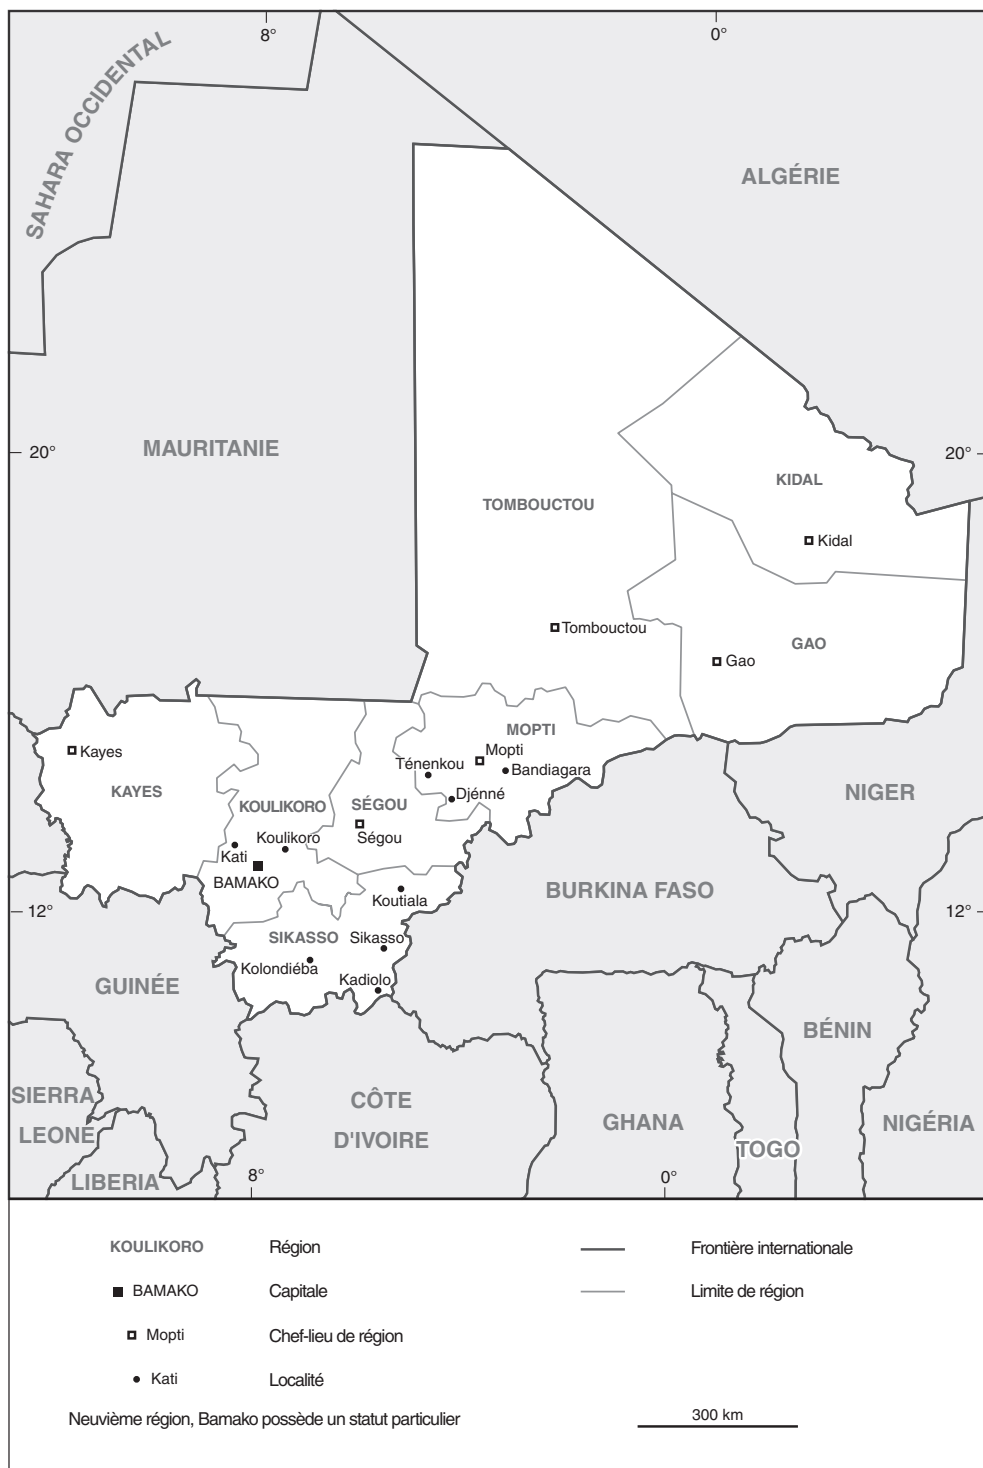 8°
0°
SAHARA OCCIDENTAL
ALGÉRIE
MAURITANIE
20°
20°
KIDAL
TOMBOUCTOU
Kidal
Tombouctou
GAO
Gao
MOPTI
Kayes
Mopti
Ténenkou
Bandiagara
KAYES
NIGER
Djénné
KOULIKORO
SÉGOU
Koulikoro
Ségou
Kati
BAMAKO
BURKINA FASO
Koutiala
12°
12°
SIKASSO
Sikasso
Kolondiéba
Kadiolo
GUINÉE
BÉNIN
SIERRA
LEONE
CÔTE
D'IVOIRE
GHANA
NIGÉRIA
TOGO
LIBERIA
8°
0°
KOULIKORO Région
Frontière internationale
BAMAKO Capitale
Limite de région
Mopti Chef-lieu de région
Kati Localité
Neuvième région, Bamako possède un statut particulier
300 km